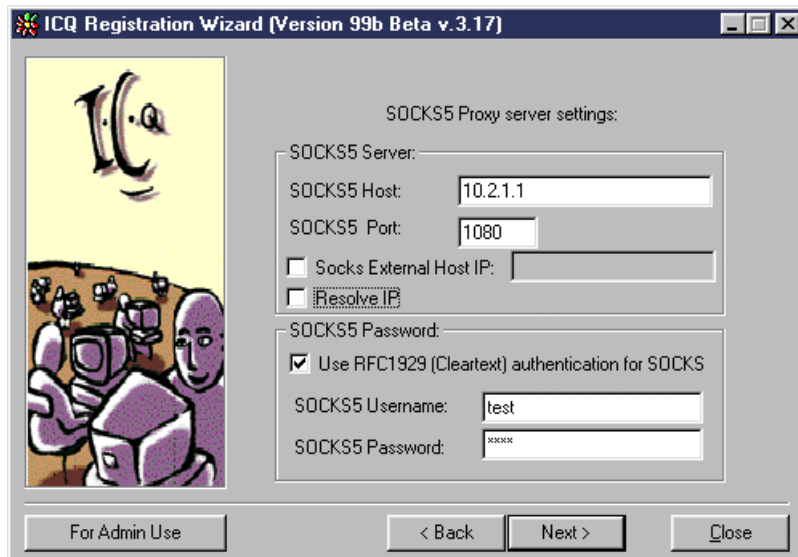 ICQ Registration Wizard (Version 99b Beta v.3.17)
I.C.Q
SOCKS5 Proxy server settings:
SOCKS5 Server:
SOCKS5 Host: 10.2.1.1
SOCKS5 Port: 1080
Socks External Host IP:
Resolve IP
SOCKS5 Password:
Use RFC1929 (Cleartext) authentication for SOCKS
SOCKS5 Username: test
SOCKS5 Password: ****
For Admin Use < Back Next > Close